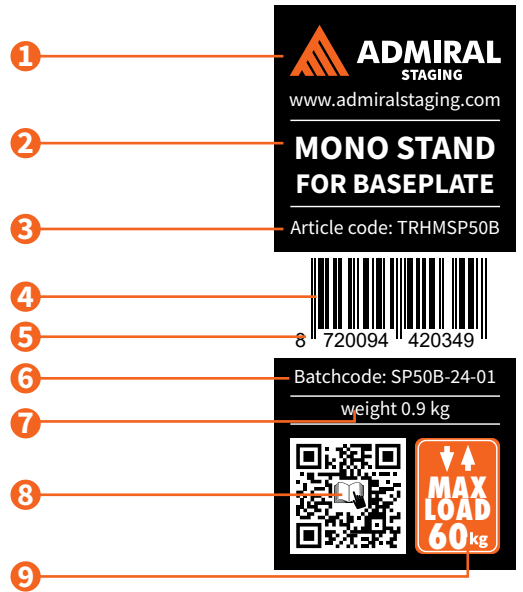 1
ADMIRAL
STAGING
www.admiralstaging.com
2
MONO STAND
FOR BASEPLATE
3
Article code: TRHMSP50B
4
5
8 720094 420349
6
Batchcode: SP50B-24-01
7
weight 0.9 kg
8
MAX
LOAD
60kg
9